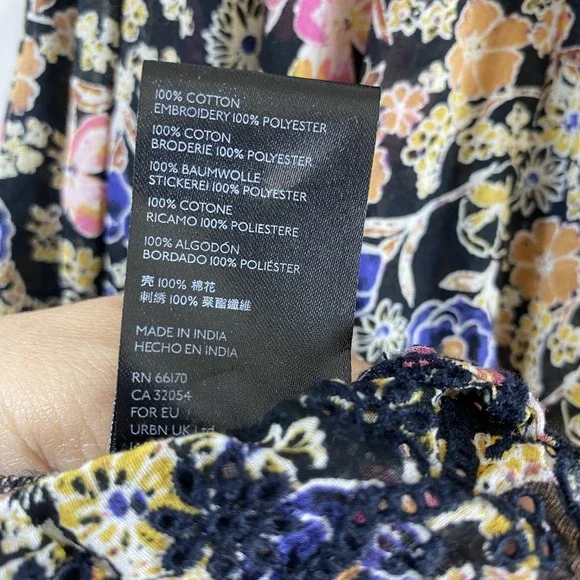 100% COTTON
EMBROIDERY 100% POLYESTER
100% COTON
BRODERIE 100% POLYESTER
100% BAUMWOLLE
STICKEREI 100% POLYESTER
100% COTONE
RICAMO 100% POLIESTERE
100% ALGODÓN
BORDADO 100% POLIÉSTER
亮 100% 棉花
刺绣 100% 聚酯纖維
MADE IN INDIA
HECHO EN INDIA
RN 66170
CA 32054
FOR EU
URBN UK